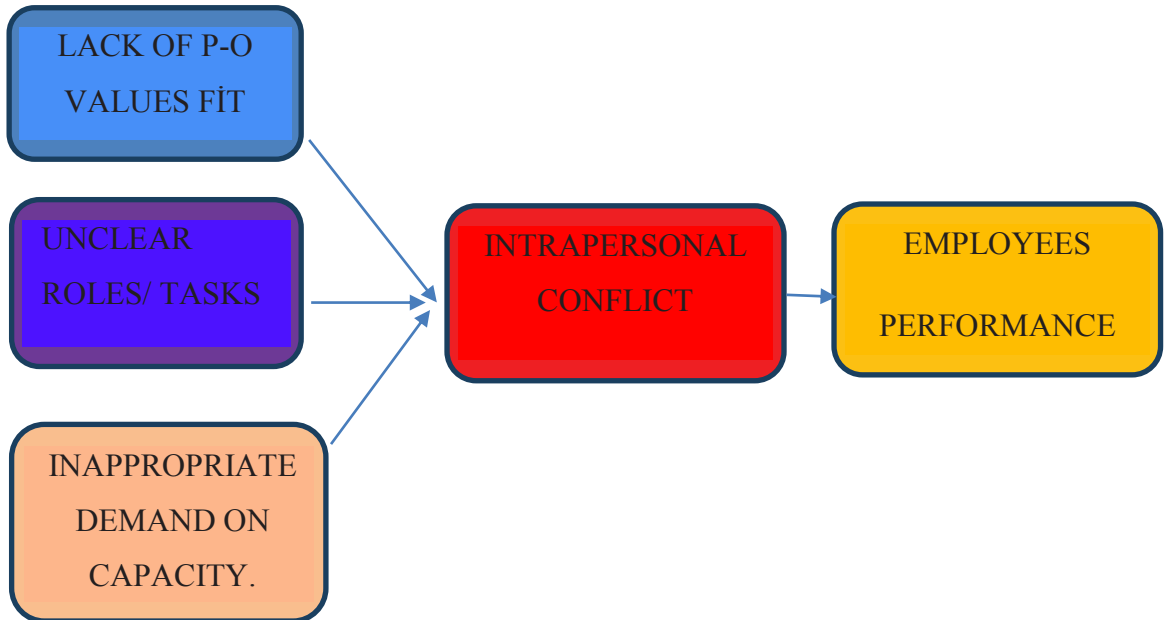 LACK OF P-O
VALUES FİT
UNCLEAR
ROLES/ TASKS
INAPPROPRIATE
DEMAND ON
CAPACITY.
INTRAPERSONAL
CONFLICT
EMPLOYEES
PERFORMANCE